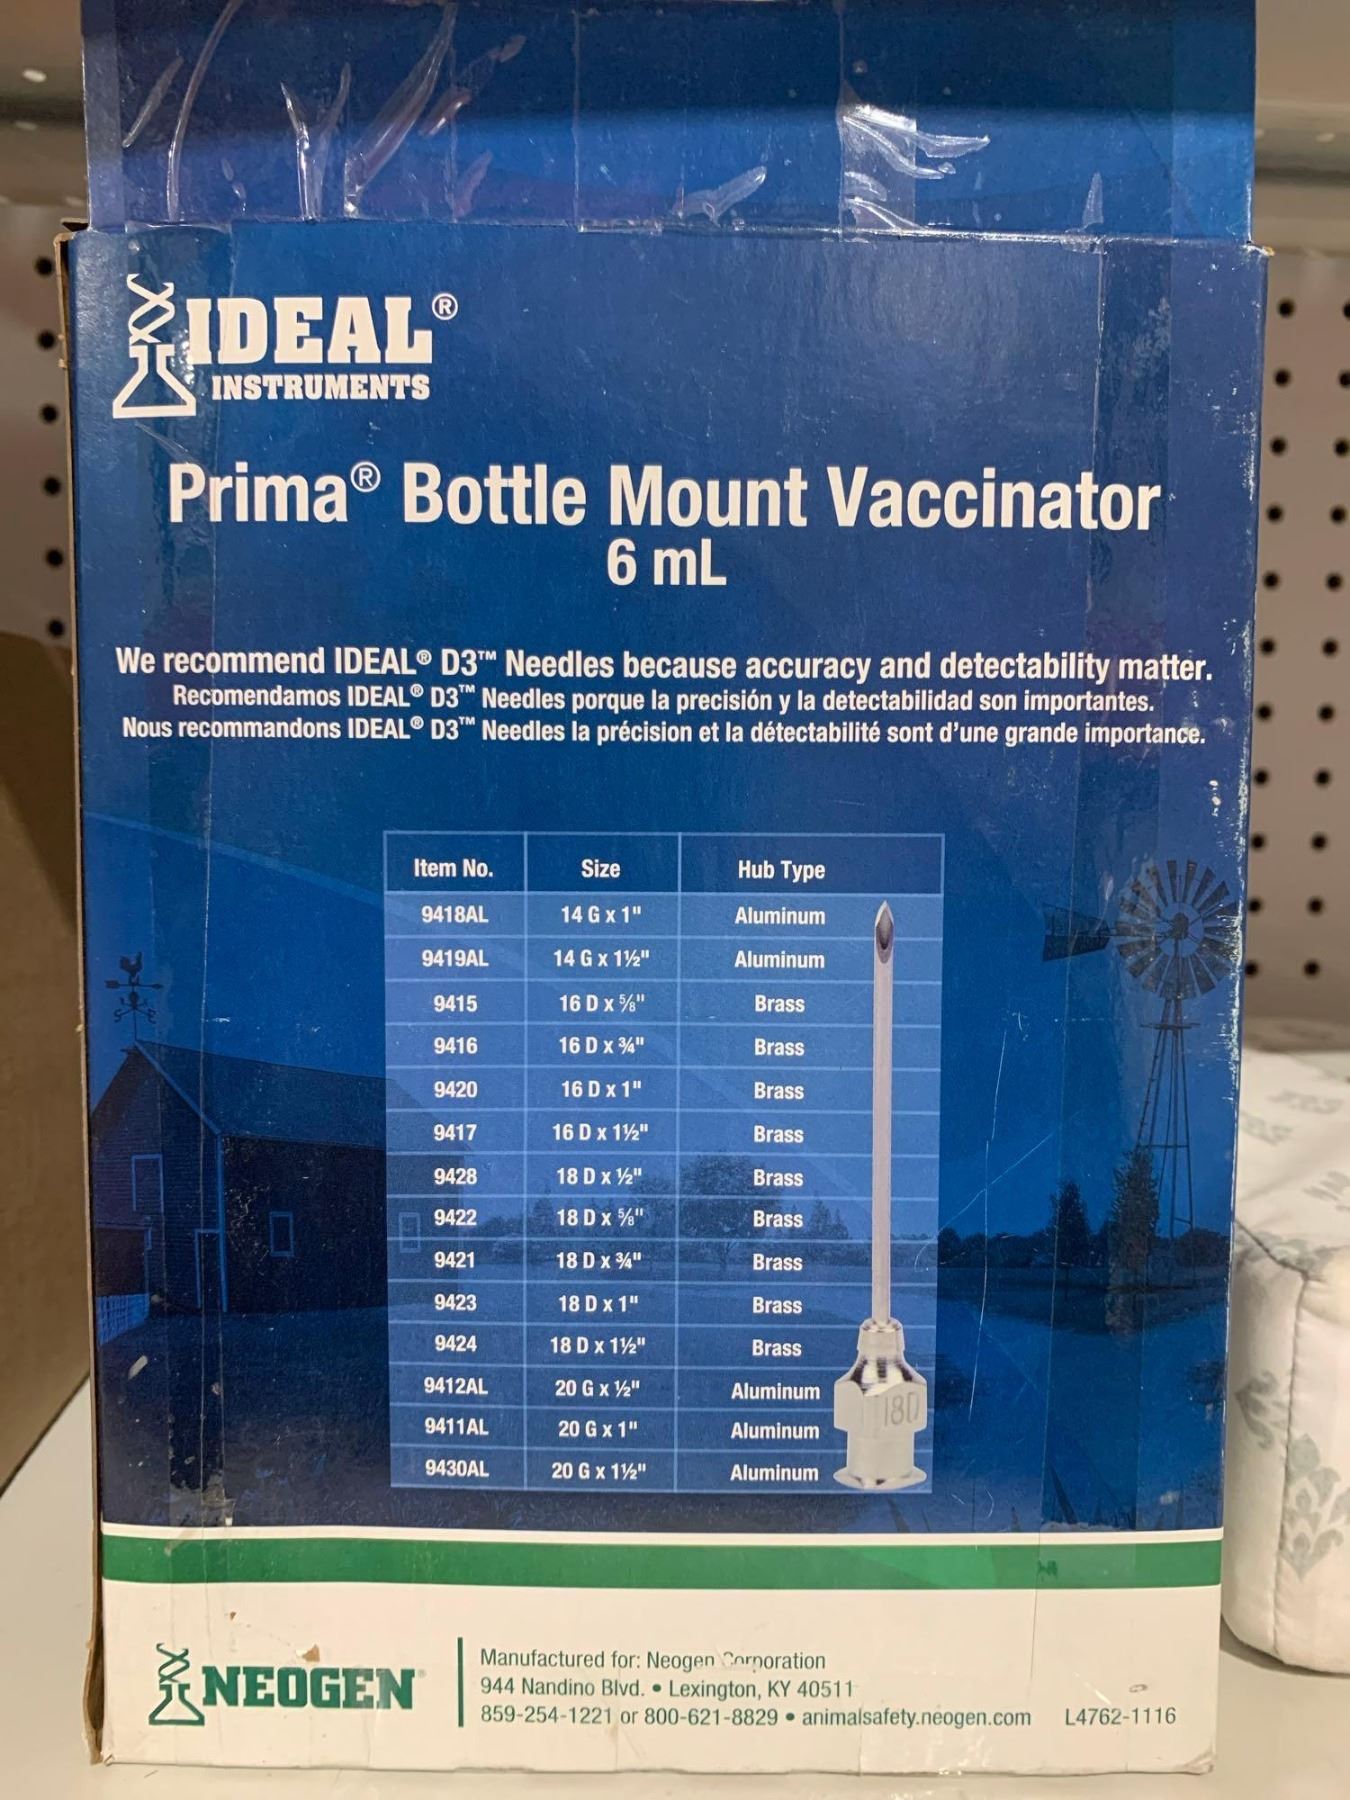 IDEAL®
INSTRUMENTS
Prima® Bottle Mount Vaccinator
6 mL
We recommend IDEAL® D3™ Needles because accuracy and detectability matter.
Recomendamos IDEAL® D3™ Needles porque la precisión y la detectabilidad son importantes.
Nous recommandons IDEAL® D3™ Needles la précision et la détectabilité sont d'une grande importance.
Item No. Size Hub Type
9418AL 14 G x 1" Aluminum
9419AL 14 G x 1½" Aluminum
9415 16 D x ⅝" Brass
9416 16 D x ¾" Brass
9420 16 D x 1" Brass
9417 16 D x 1½" Brass
9428 18 D x ½" Brass
9422 18 D x ⅝" Brass
9421 18 D x ¾" Brass
9423 18 D x 1" Brass
9424 18 D x 1½" Brass
9412AL 20 G x ½" Aluminum
18D
9411AL 20 G x 1" Aluminum
9430AL 20 G x 1½" Aluminum
NEOGEN®
Manufactured for: Neogen Corporation
944 Nandino Blvd. • Lexington, KY 40511
859-254-1221 or 800-621-8829 • animalsafety.neogen.com L4762-1116